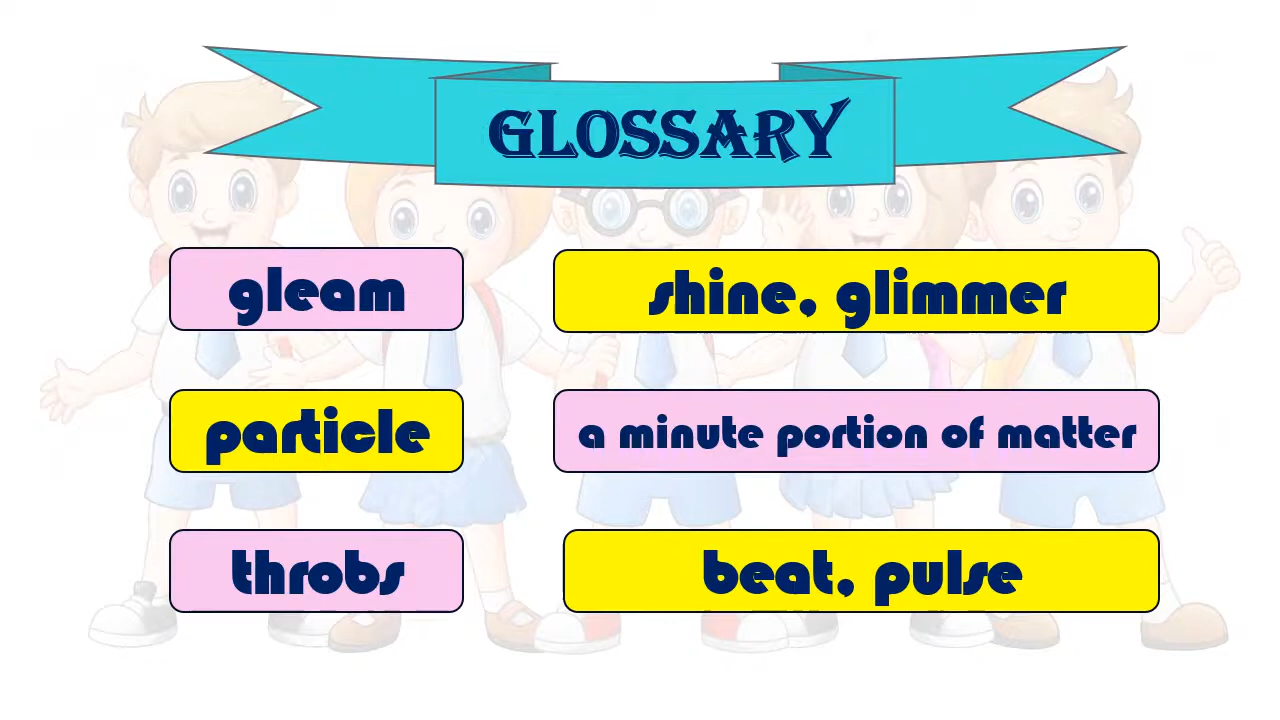 GLOSSARY
gleam
shine, glimmer
particle
a minute portion of matter
throbs
beat, pulse